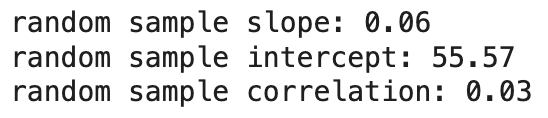 random sample slope: 0.06
random sample intercept: 55.57
random sample correlation: 0.03